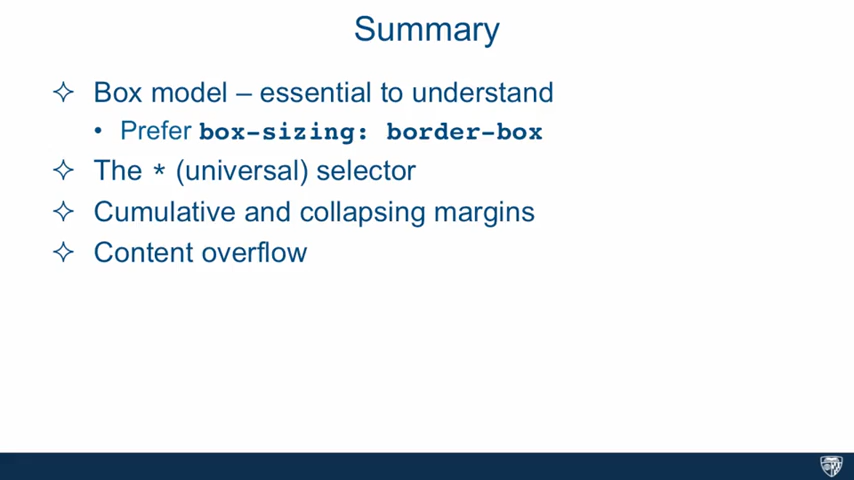 Summary
Box model – essential to understand
• Prefer box-sizing: border-box
The * (universal) selector
Cumulative and collapsing margins
Content overflow